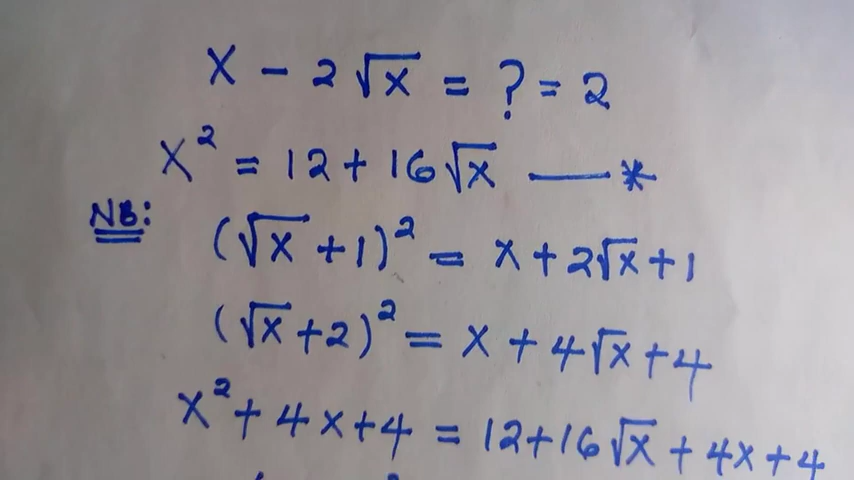 x - 2√x = ? = 2
x² = 12 + 16√x —*
NB:
(√x + 1)² = x + 2√x + 1
(√x + 2)² = x + 4√x + 4
x² + 4x + 4 = 12 + 16√x + 4x + 4